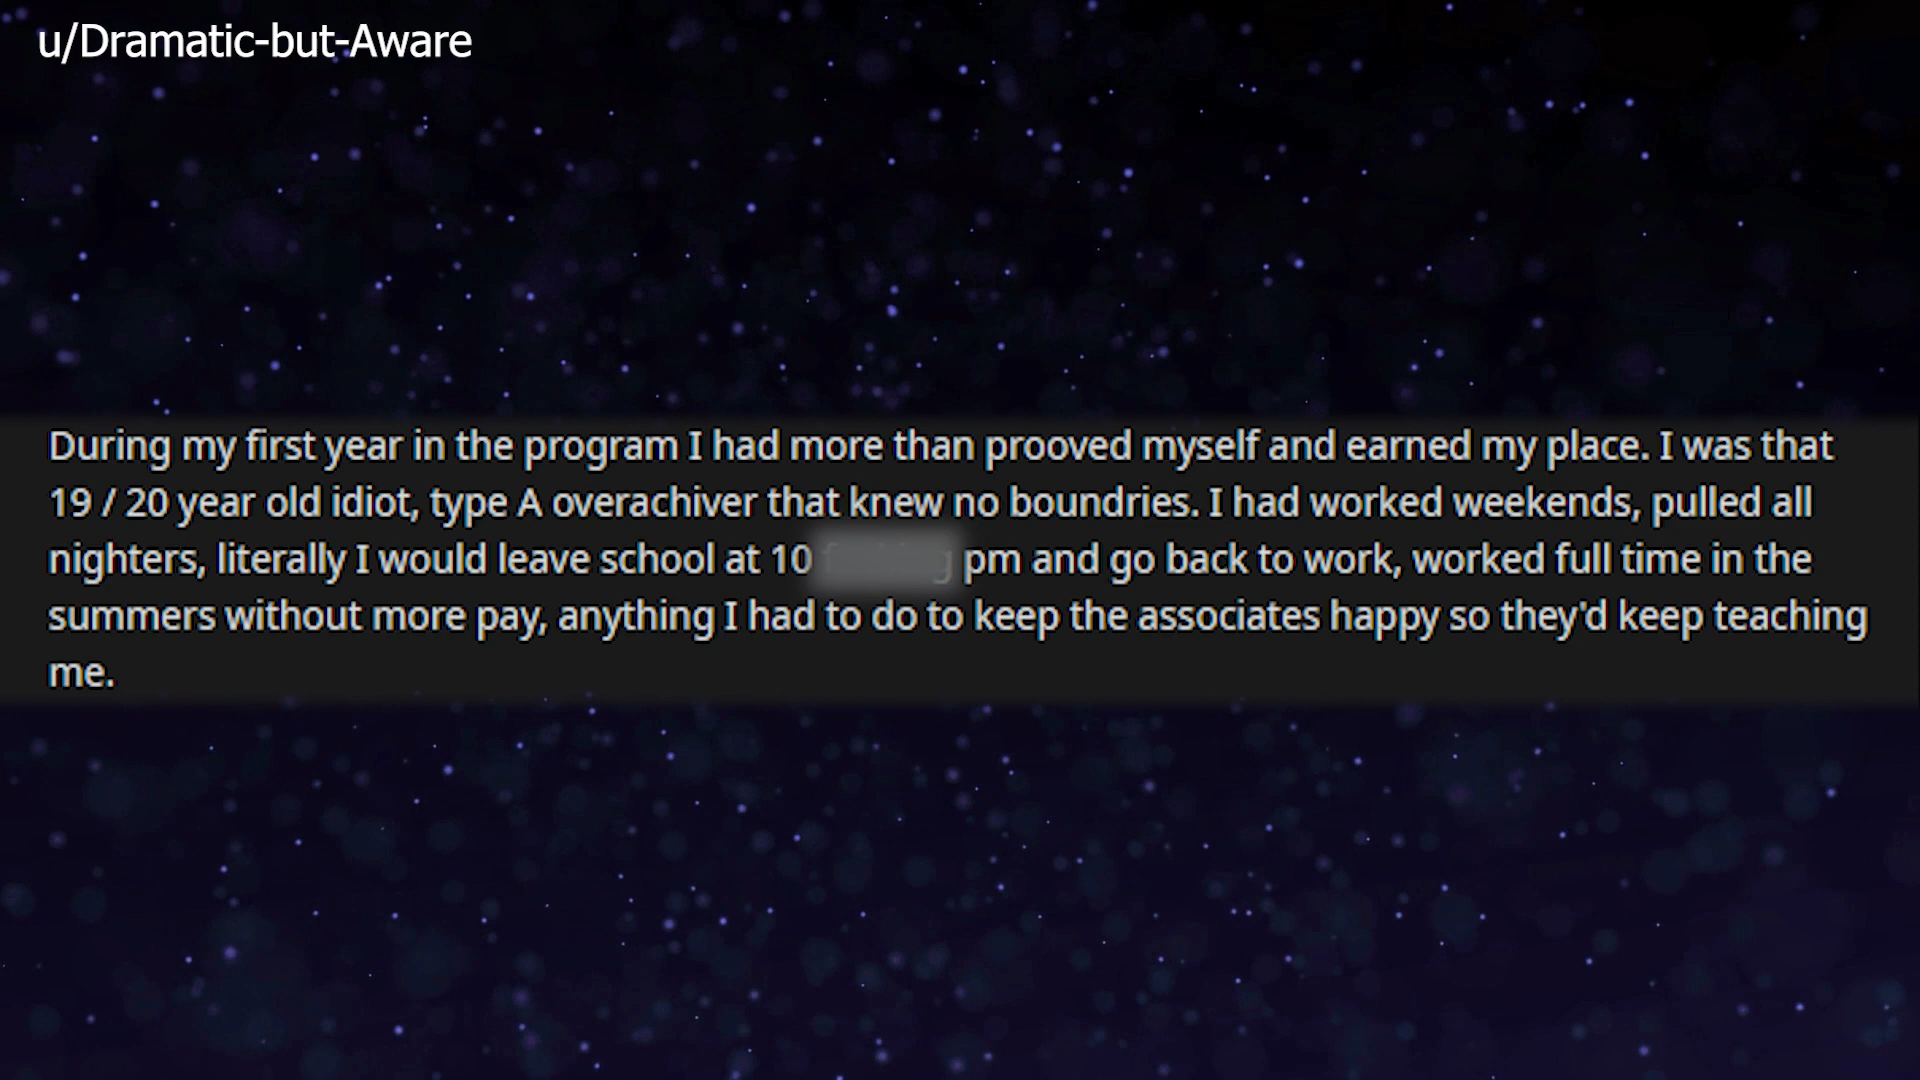 u/Dramatic-but-Aware
During my first year in the program I had more than prooved myself and earned my place. I was that
19 / 20 year old idiot, type A overachiver that knew no boundries. I had worked weekends, pulled all
nighters, literally I would leave school at 10 pm and go back to work, worked full time in the
summers without more pay, anything I had to do to keep the associates happy so they'd keep teaching
me.